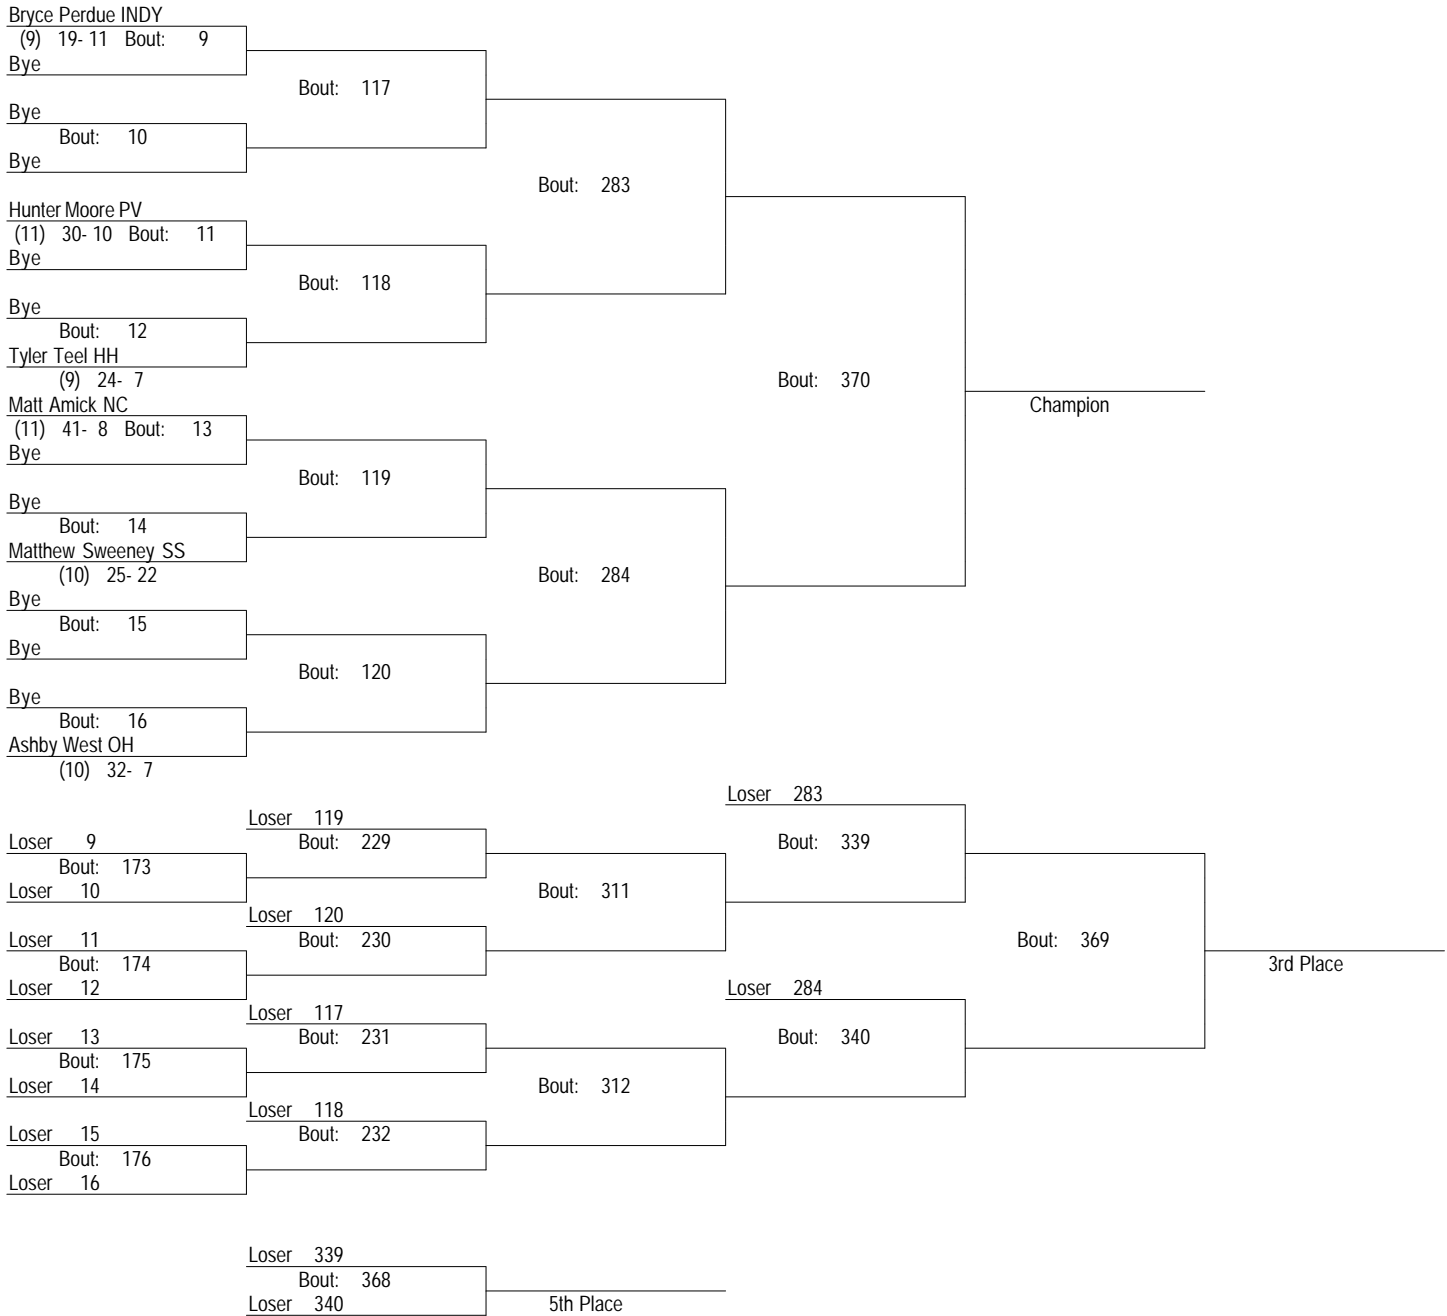 Bryce Perdue INDY
(9) 19- 11 Bout: 9
Bye
Bout: 117
Bye
Bout: 10
Bye
Bout: 283
Hunter Moore PV
(11) 30- 10 Bout: 11
Bye
Bout: 118
Bye
Bout: 12
Tyler Teel HH
(9) 24- 7
Bout: 370
Matt Amick NC
Champion
(11) 41- 8 Bout: 13
Bye
Bout: 119
Bye
Bout: 14
Matthew Sweeney SS
(10) 25- 22
Bout: 284
Bye
Bout: 15
Bye
Bout: 120
Bye
Bout: 16
Ashby West OH
(10) 32- 7
Loser 283
Loser 119
Loser 9
Bout: 229
Bout: 339
Bout: 173
Loser 10
Bout: 311
Loser 120
Loser 11
Bout: 230
Bout: 369
Bout: 174
3rd Place
Loser 12
Loser 284
Loser 117
Loser 13
Bout: 231
Bout: 340
Bout: 175
Loser 14
Bout: 312
Loser 118
Loser 15
Bout: 232
Bout: 176
Loser 16
Loser 339
Bout: 368
Loser 340
5th Place